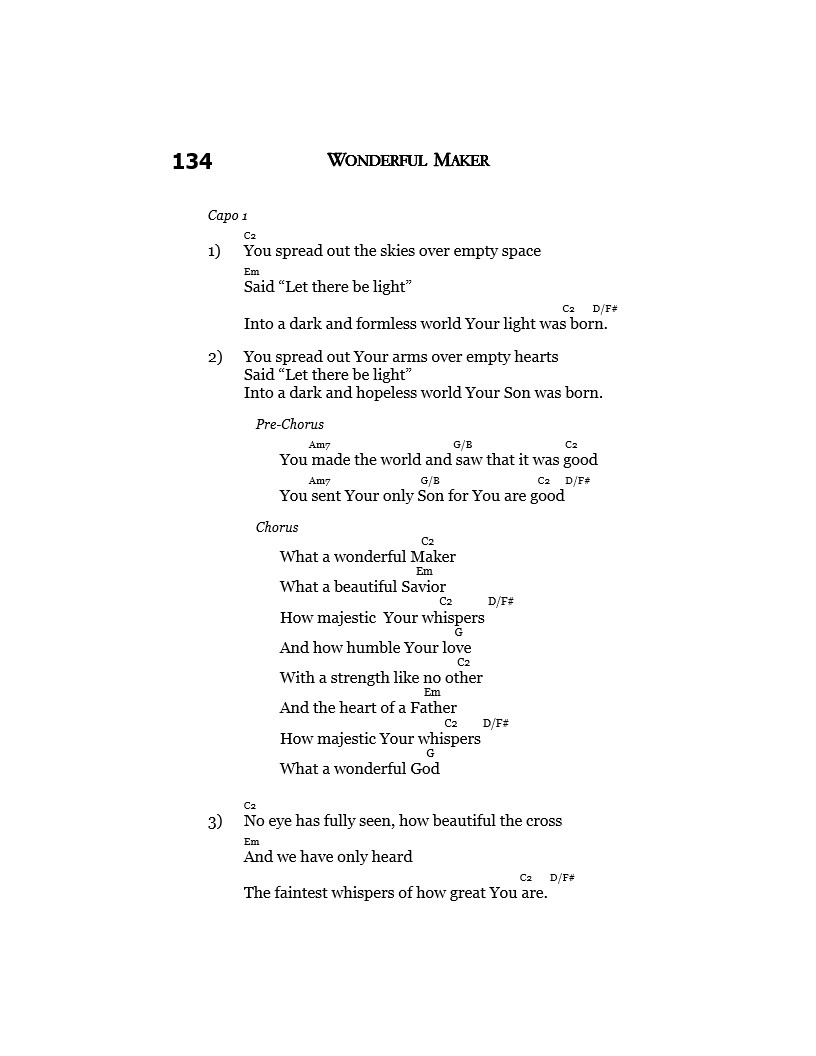 134 WONDERFUL MAKER
Capo 1
C2
1) You spread out the skies over empty space
Em
Said “Let there be light”
C2 D/F#
Into a dark and formless world Your light was born.
2) You spread out Your arms over empty hearts
Said “Let there be light”
Into a dark and hopeless world Your Son was born.
Pre-Chorus
Am7 G/B C2
You made the world and saw that it was good
Am7 G/B C2 D/F#
You sent Your only Son for You are good
Chorus
C2
What a wonderful Maker
Em
What a beautiful Savior
C2 D/F#
How majestic Your whispers
G
And how humble Your love
C2
With a strength like no other
Em
And the heart of a Father
C2 D/F#
How majestic Your whispers
G
What a wonderful God
C2
3) No eye has fully seen, how beautiful the cross
Em
And we have only heard
C2 D/F#
The faintest whispers of how great You are.